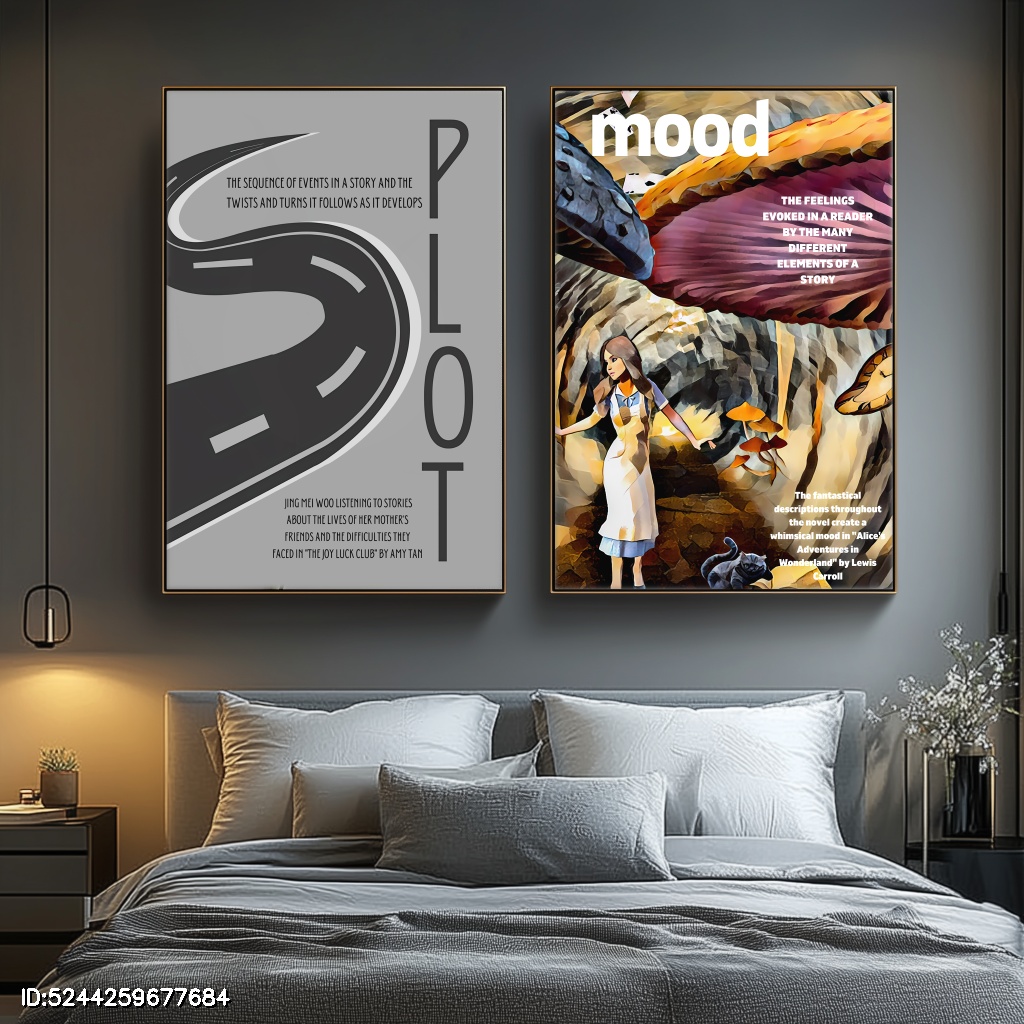 PLOT
THE SEQUENCE OF EVENTS IN A STORY AND THE
TWISTS AND TURNS IT FOLLOWS AS IT DEVELOPS
JING MEI WOO LISTENING TO STORIES
ABOUT THE LIVES OF HER MOTHER'S
FRIENDS AND THE DIFFICULTIES THEY
FACED IN "THE JOY LUCK CLUB" BY AMY TAN
mood
THE FEELINGS
EVOKED IN A READER
BY THE MANY
DIFFERENT
ELEMENTS OF A
STORY
The fantastical
descriptions throughout
the novel create a
whimsical mood in "Alice's
Adventures in
Wonderland" by Lewis
Carroll
ID:5244259677684